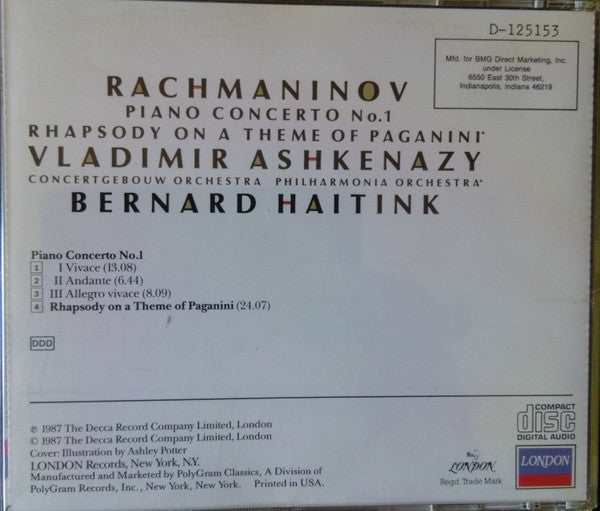 D-125153
Mfd. for BMG Direct Marketing, Inc.
under License
6550 East 30th Street,
Indianapolis, Indiana 46219
RACHMANINOV
PIANO CONCERTO No.1
RHAPSODY ON A THEME OF PAGANINI*
VLADIMIR ASHKENAZY
CONCERTGEBOUW ORCHESTRA PHILHARMONIA ORCHESTRA*
BERNARD HAITINK
Piano Concerto No.1
1 I Vivace (13.08)
2 II Andante (6.44)
3 III Allegro vivace (8.09)
4 Rhapsody on a Theme of Paganini (24.07)
DDD
℗ 1987 The Decca Record Company Limited, London
© 1987 The Decca Record Company Limited, London
Cover: Illustration by Ashley Potter
LONDON Records, New York, N.Y.
Manufactured and Marketed by PolyGram Classics, A Division of
PolyGram Records, Inc., New York, New York. Printed in USA.
COMPACT
disc
DIGITAL AUDIO
LONDON
Regd. Trade Mark
LONDON